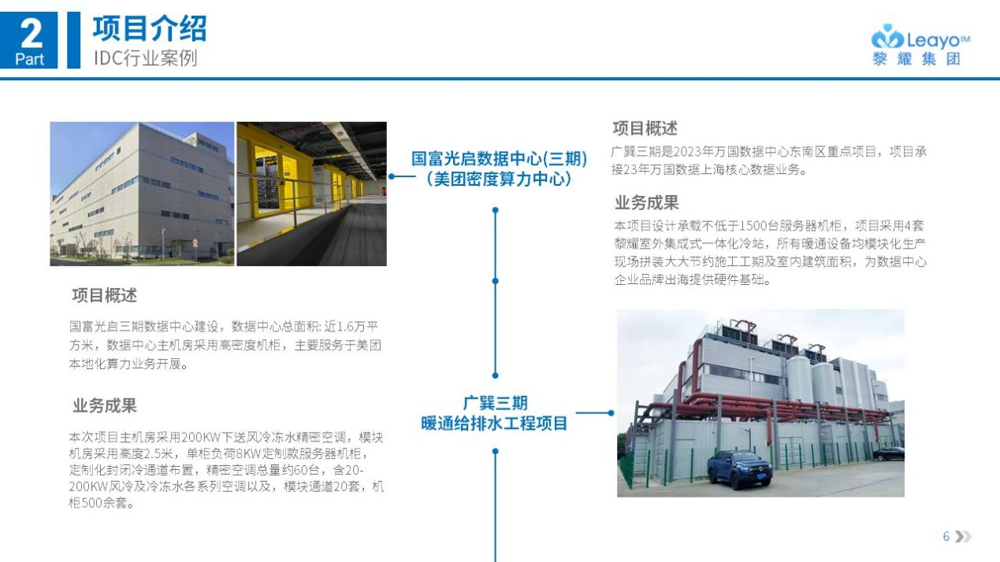 2
Part
项目介绍
IDC行业案例
Leayo™
黎耀集团
国富光启数据中心(三期)
（美团密度算力中心）
项目概述
国富光启三期数据中心建设，数据中心总面积: 近1.6万平
方米，数据中心主机房采用高密度机柜，主要服务于美团
本地化算力业务开展。
业务成果
本次项目主机房采用200KW下送风冷冻水精密空调，模块
机房采用高度2.5米，单柜负荷8KW定制款服务器机柜，
定制化封闭冷通道布置，精密空调总量约60台，含20-
200KW风冷及冷冻水各系列空调以及，模块通道20套，机
柜500余套。
广巽三期
暖通给排水工程项目
项目概述
广巽三期是2023年万国数据中心东南区重点项目，项目承
接23年万国数据上海核心数据业务。
业务成果
本项目设计承载不低于1500台服务器机柜，项目采用4套
黎耀室外集成式一体化冷站，所有暖通设备均模块化生产
现场拼装大大节约施工工期及室内建筑面积，为数据中心
企业品牌出海提供硬件基础。
6